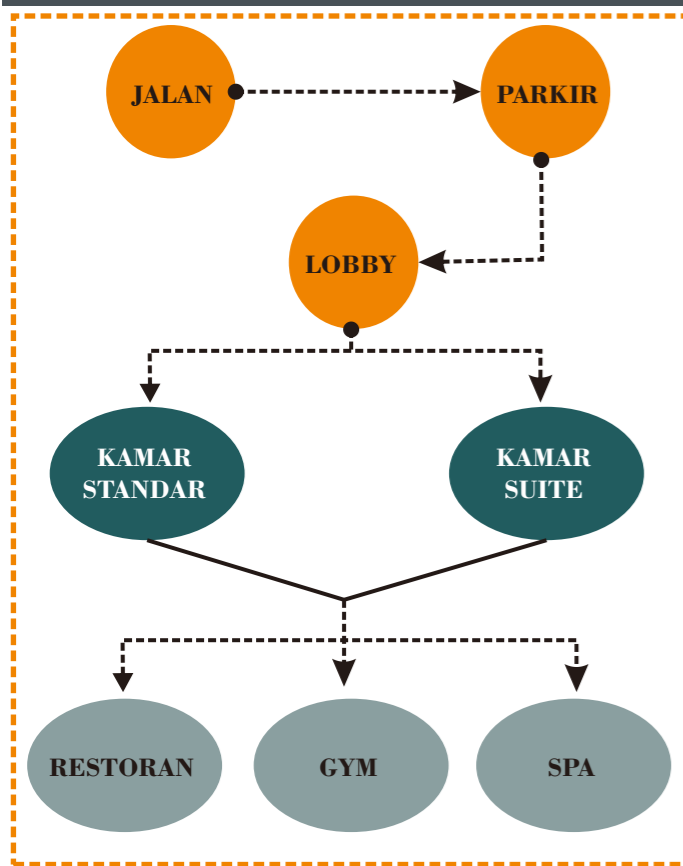 JALAN
PARKIR
LOBBY
KAMAR
STANDAR
KAMAR
SUITE
RESTORAN
GYM
SPA